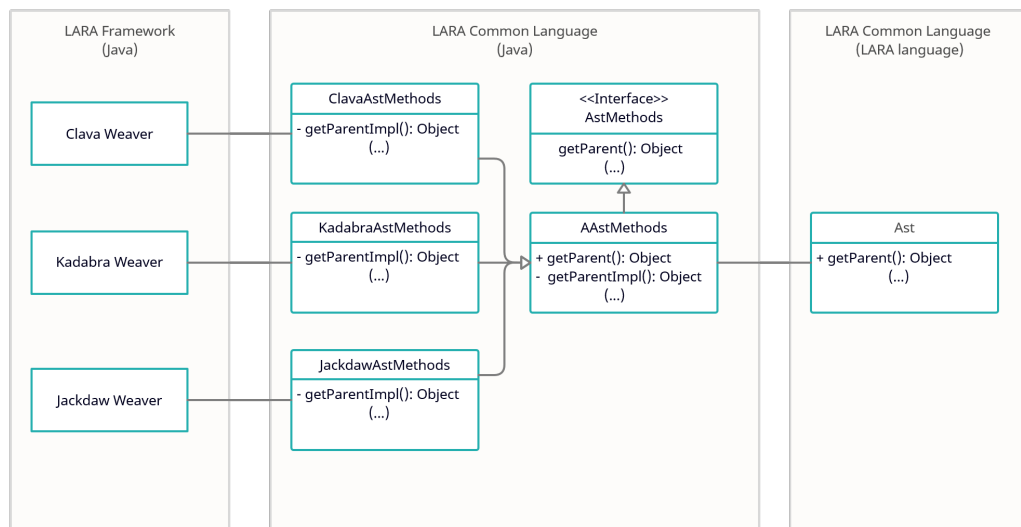 LARA Framework
(Java)
Clava Weaver
Kadabra Weaver
Jackdaw Weaver
LARA Common Language
(Java)
ClavaAstMethods
- getParentImpl(): Object
(...)
KadabraAstMethods
- getParentImpl(): Object
(...)
JackdawAstMethods
- getParentImpl(): Object
(...)
<<Interface>>
AstMethods
getParent(): Object
(...)
AAstMethods
+ getParent(): Object
-  getParentImpl(): Object
(...)
LARA Common Language
(LARA language)
Ast
+ getParent(): Object
(...)